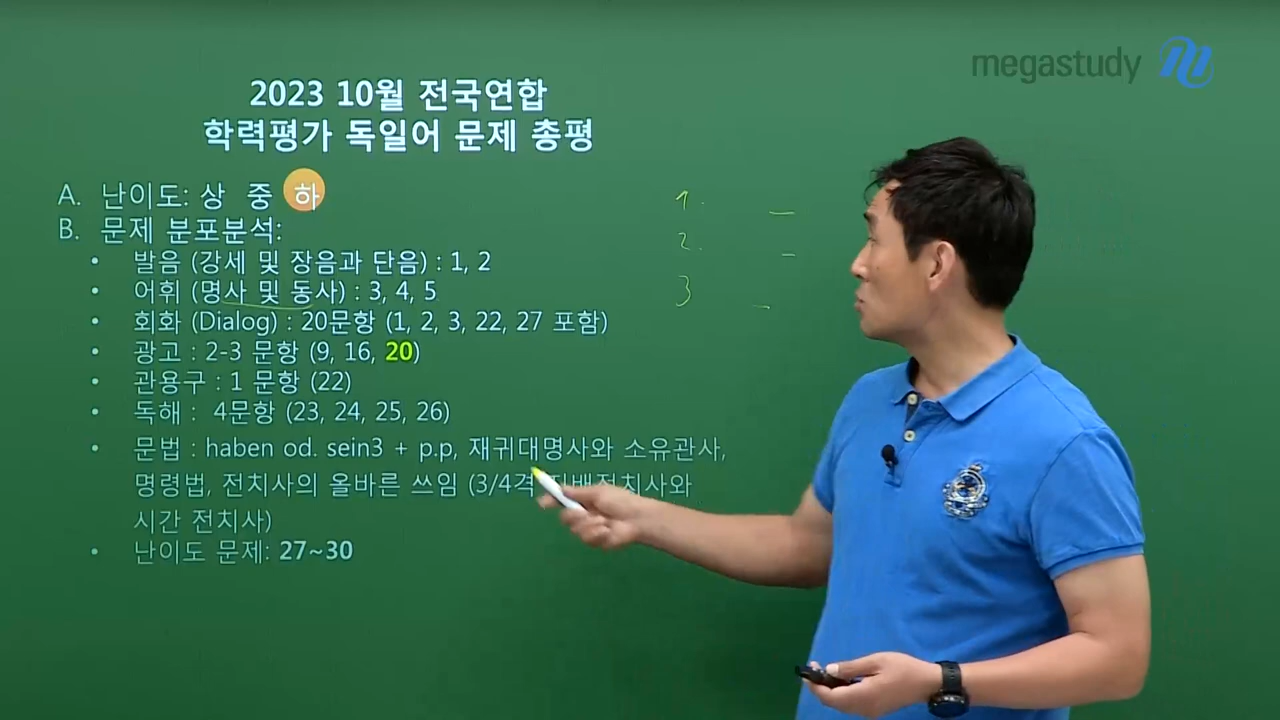 megastudy
2023 10월 전국연합
학력평가 독일어 문제 총평
A. 난이도: 상 중 하
B. 문제 분포분석:
• 발음 (강세 및 장음과 단음) : 1, 2
• 어휘 (명사 및 동사) : 3, 4, 5
• 회화 (Dialog) : 20문항 (1, 2, 3, 22, 27 포함)
• 광고 : 2-3 문항 (9, 16, 20)
• 관용구 : 1 문항 (22)
• 독해 : 4문항 (23, 24, 25, 26)
• 문법 : haben od. sein3 + p.p, 재귀대명사와 소유관사,
명령법, 전치사의 올바른 쓰임 (3/4격 지배전치사와
시간 전치사)
• 난이도 문제: 27~30
1.
2.
3